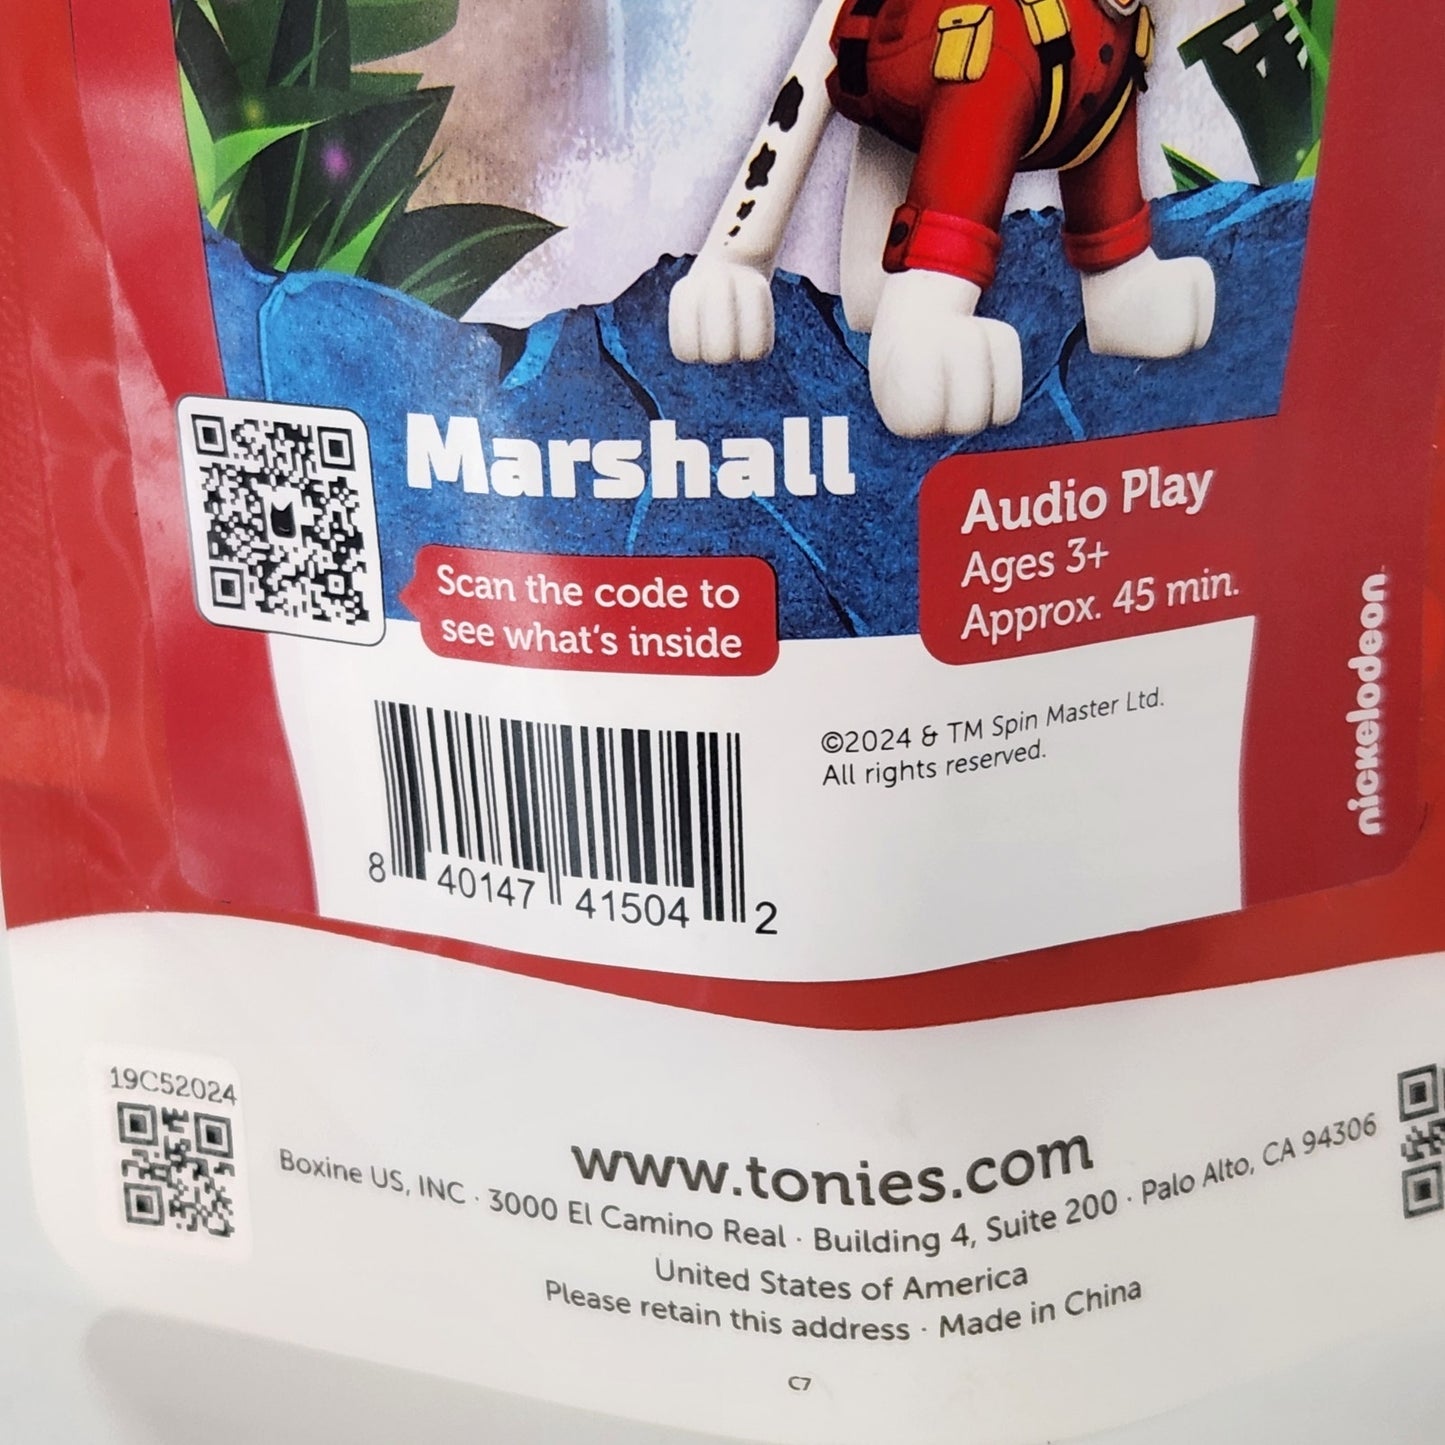 Marshall
Scan the code to
see what's inside
Audio Play
Ages 3+
Approx. 45 min.
nickelodeon
©2024 & TM Spin Master Ltd.
All rights reserved.
8 40147 41504 2
19C52024
www.tonies.com
Boxine US, INC · 3000 El Camino Real · Building 4, Suite 200 · Palo Alto, CA 94306
United States of America
Please retain this address · Made in China
C7